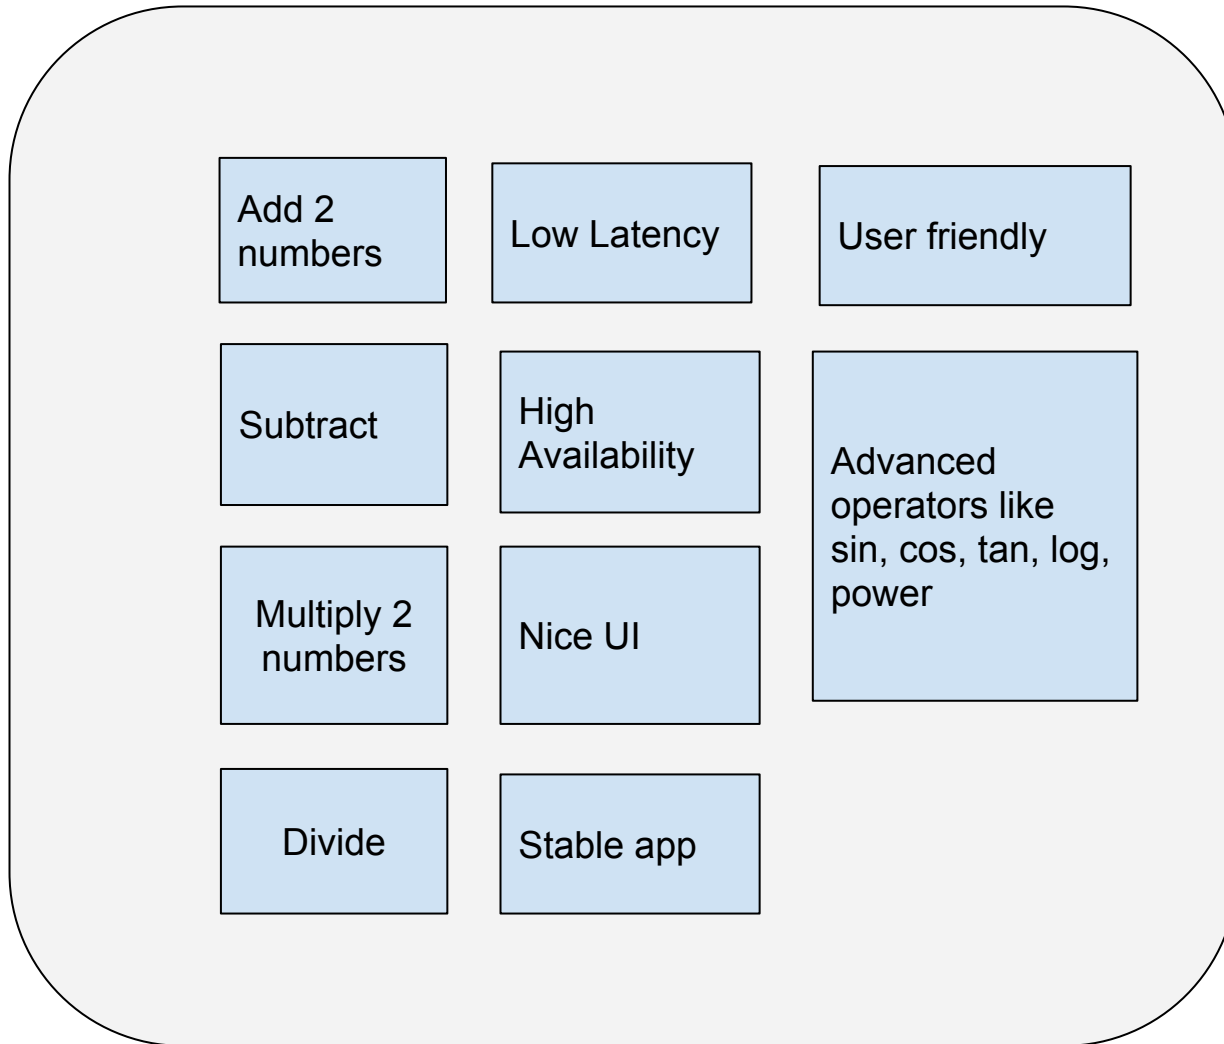 Add 2
numbers
Low Latency
User friendly
Subtract
High
Availability
Advanced
operators like
sin, cos, tan, log,
power
Multiply 2
numbers
Nice UI
Divide
Stable app